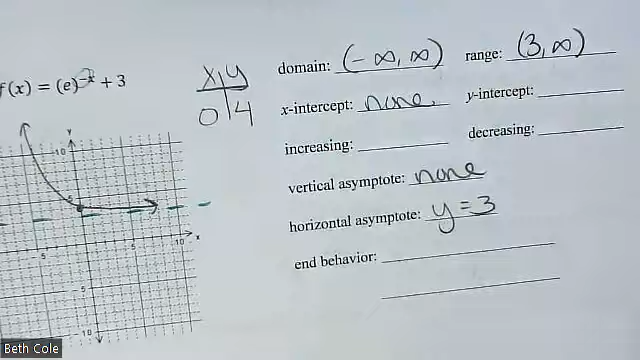 f(x) = (e)^-x + 3
x y
0 4
domain: (-∞, ∞) range: (3, ∞)
x-intercept: none. y-intercept:
increasing: decreasing:
vertical asymptote: none
horizontal asymptote: y = 3
end behavior:
y
10
5
-5 5 10 x
-5
-10
Beth Cole